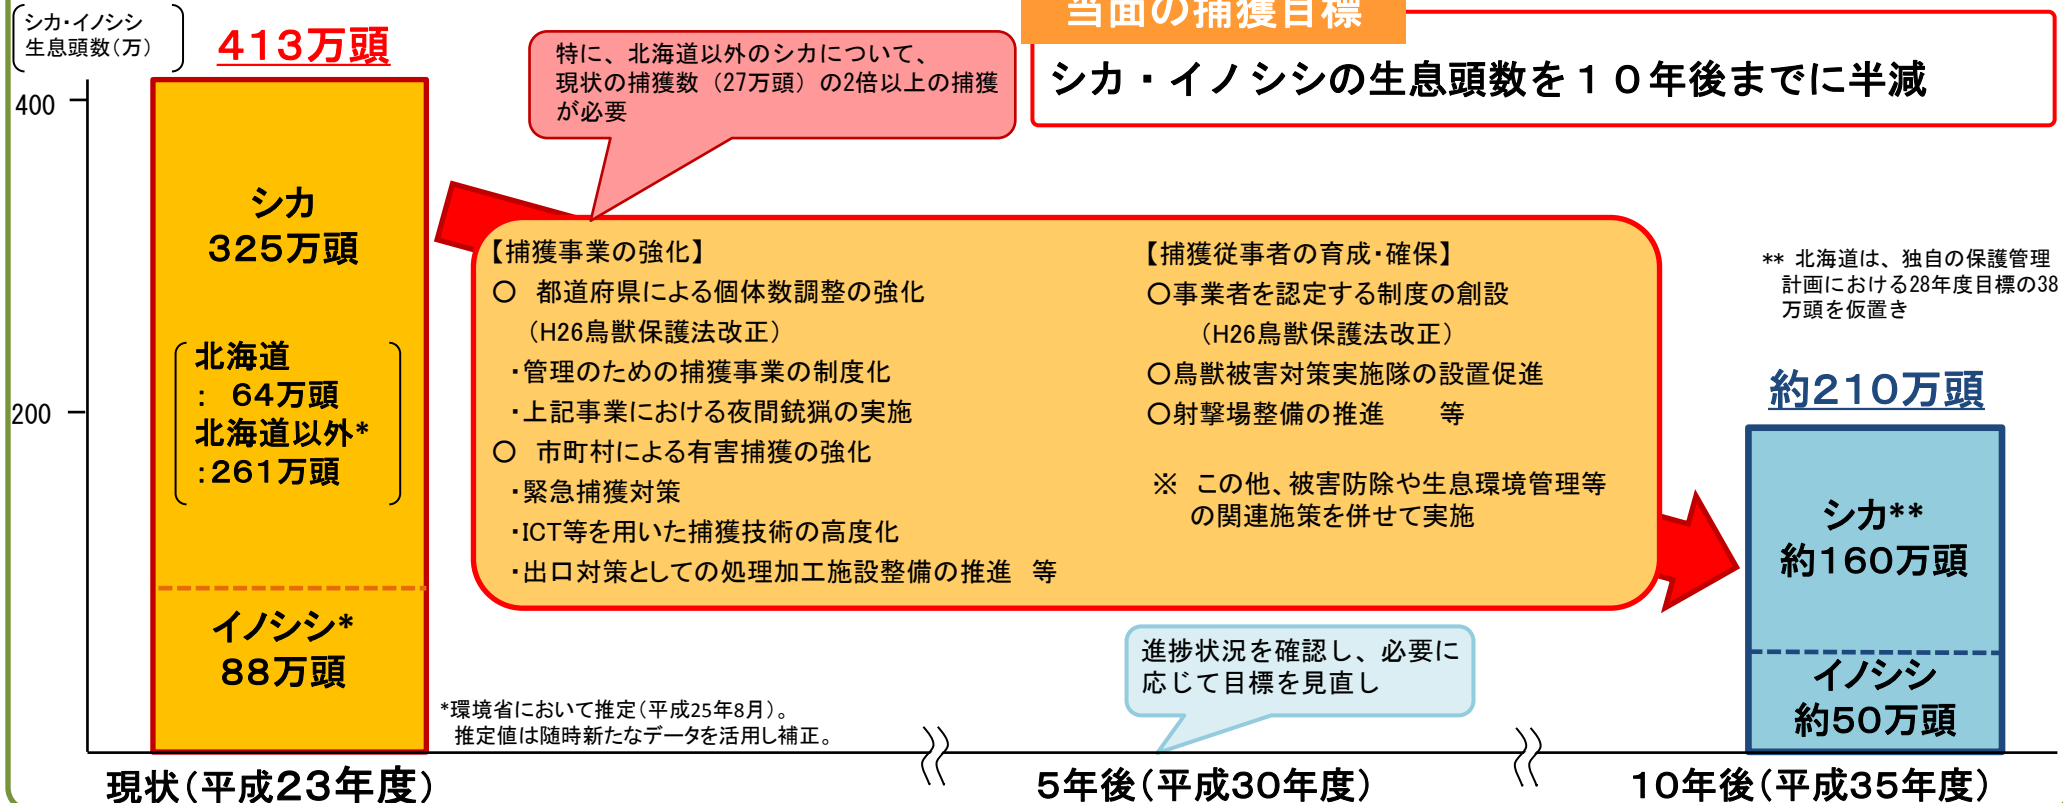 シカ・イノシシ
生息頭数(万)
413万頭
400
200
シカ
325万頭
北海道
: 64万頭
北海道以外*
:261万頭
イノシシ*
88万頭
特に、北海道以外のシカについて、
現状の捕獲数（27万頭）の2倍以上の捕獲
が必要
当面の捕獲目標
シカ・イノシシの生息頭数を１０年後までに半減
【捕獲事業の強化】
○ 都道府県による個体数調整の強化
（H26鳥獣保護法改正）
・管理のための捕獲事業の制度化
・上記事業における夜間銃猟の実施
○ 市町村による有害捕獲の強化
・緊急捕獲対策
・ICT等を用いた捕獲技術の高度化
・出口対策としての処理加工施設整備の推進 等
【捕獲従事者の育成・確保】
○事業者を認定する制度の創設
（H26鳥獣保護法改正）
○鳥獣被害対策実施隊の設置促進
○射撃場整備の推進 等
※ この他、被害防除や生息環境管理等
の関連施策を併せて実施
** 北海道は、独自の保護管理
計画における28年度目標の38
万頭を仮置き
約210万頭
シカ**
約160万頭
イノシシ
約50万頭
進捗状況を確認し、必要に
応じて目標を見直し
*環境省において推定（平成25年8月）。
推定値は随時新たなデータを活用し補正。
現状（平成23年度）
5年後（平成30年度）
10年後（平成35年度）